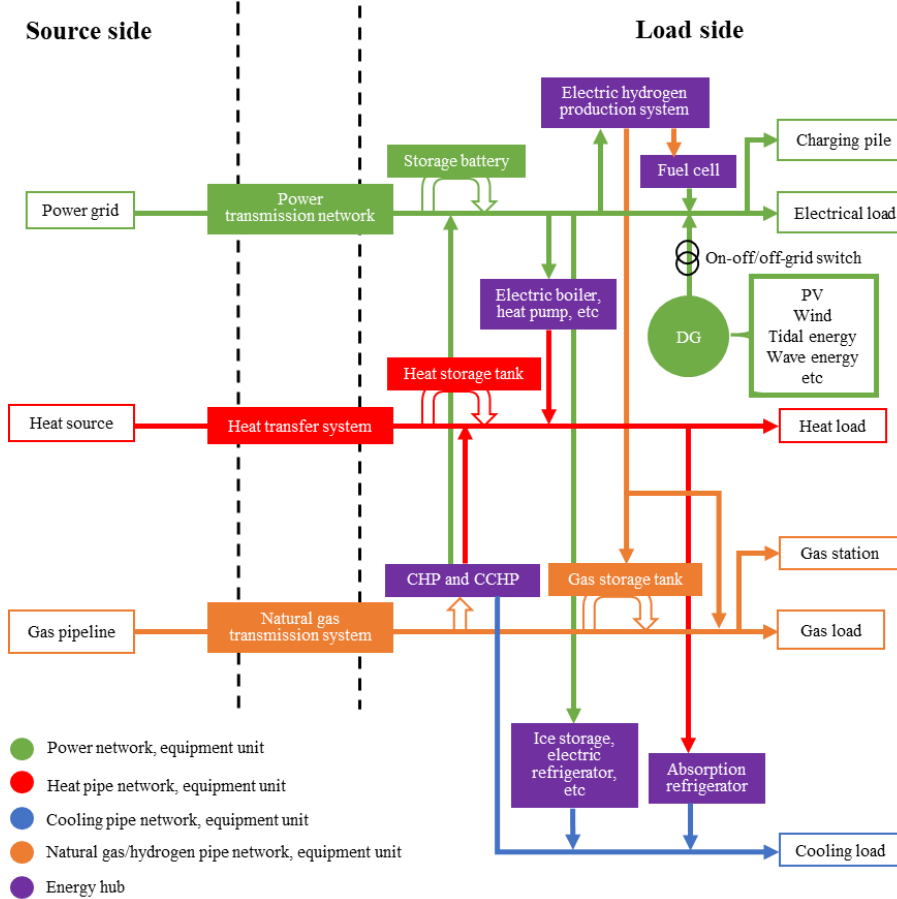 Source side
Load side
Electric hydrogen
production system
Charging pile
Storage battery
Fuel cell
Power grid
Power
transmission network
Electrical load
On-off/off-grid switch
Electric boiler,
heat pump, etc
DG
PV
Wind
Tidal energy
Wave energy
etc
Heat storage tank
Heat source
Heat transfer system
Heat load
CHP and CCHP
Gas storage tank
Gas station
Gas pipeline
Natural gas
transmission system
Gas load
Ice storage,
electric
refrigerator,
etc
Absorption
refrigerator
Cooling load
Power network, equipment unit
Heat pipe network, equipment unit
Cooling pipe network, equipment unit
Natural gas/hydrogen pipe network, equipment unit
Energy hub